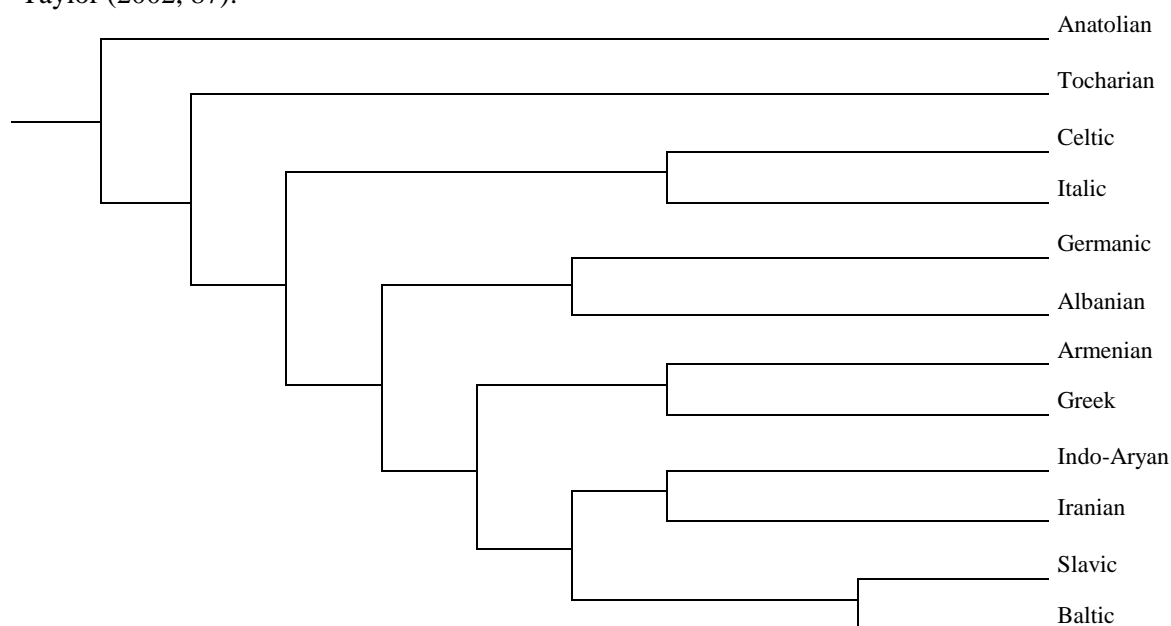 Taylor (2002, 87).
Anatolian
Tocharian
Celtic
Italic
Germanic
Albanian
Armenian
Greek
Indo-Aryan
Iranian
Slavic
Baltic